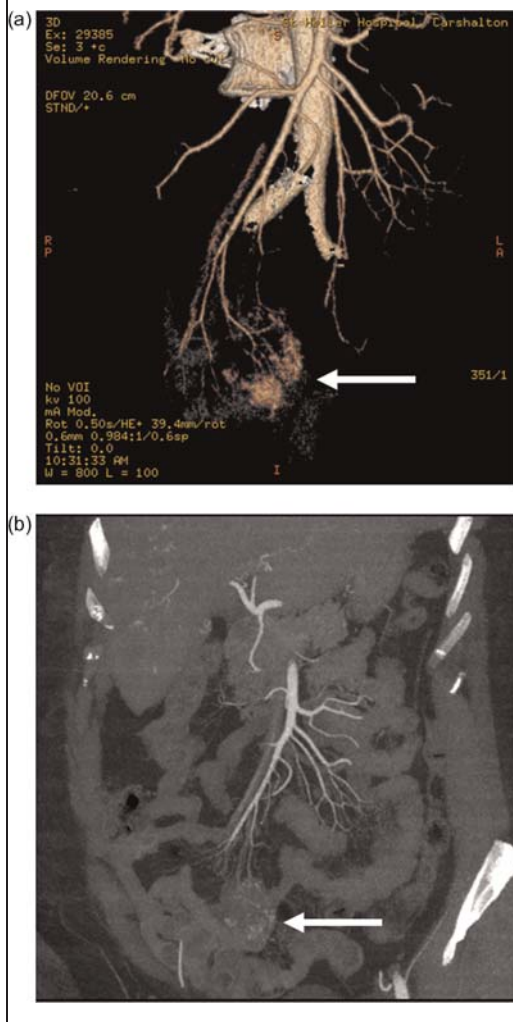 (a)
3D
Ex: 29385
Se: 3 +c
Volume Rendering No
DFOV 20.6 cm
STND/+
St Helier Hospital, Carshalton
S
R
P
L
A
No VOI
kv 100
mA Mod.
Rot 0.50s/HE+ 39.4mm/rot
0.6mm 0.984:1/0.6sp
Tilt: 0.0
10:31:33 AM
W = 800 L = 100
351/1
I
(b)